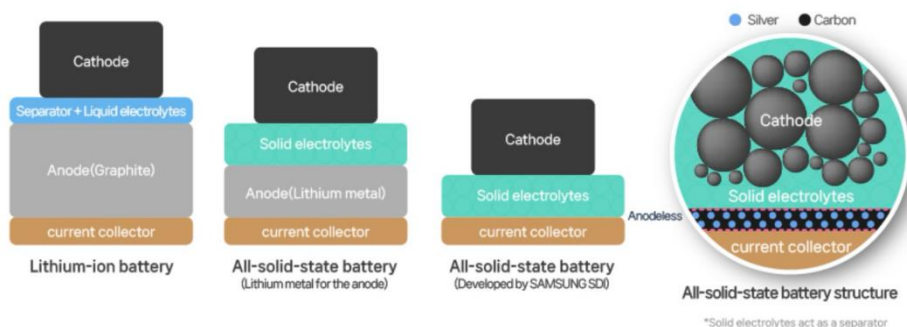 Cathode
Separator + Liquid electrolytes
Anode(Graphite)
current collector
Lithium-ion battery
Cathode
Solid electrolytes
Anode(Lithium metal)
current collector
All-solid-state battery
(Lithium metal for the anode)
Cathode
Solid electrolytes
current collector
All-solid-state battery
(Developed by SAMSUNG SDI)
Silver
Carbon
Cathode
Solid electrolytes
Anodeless
current collector
All-solid-state battery structure
*Solid electrolytes act as a separator